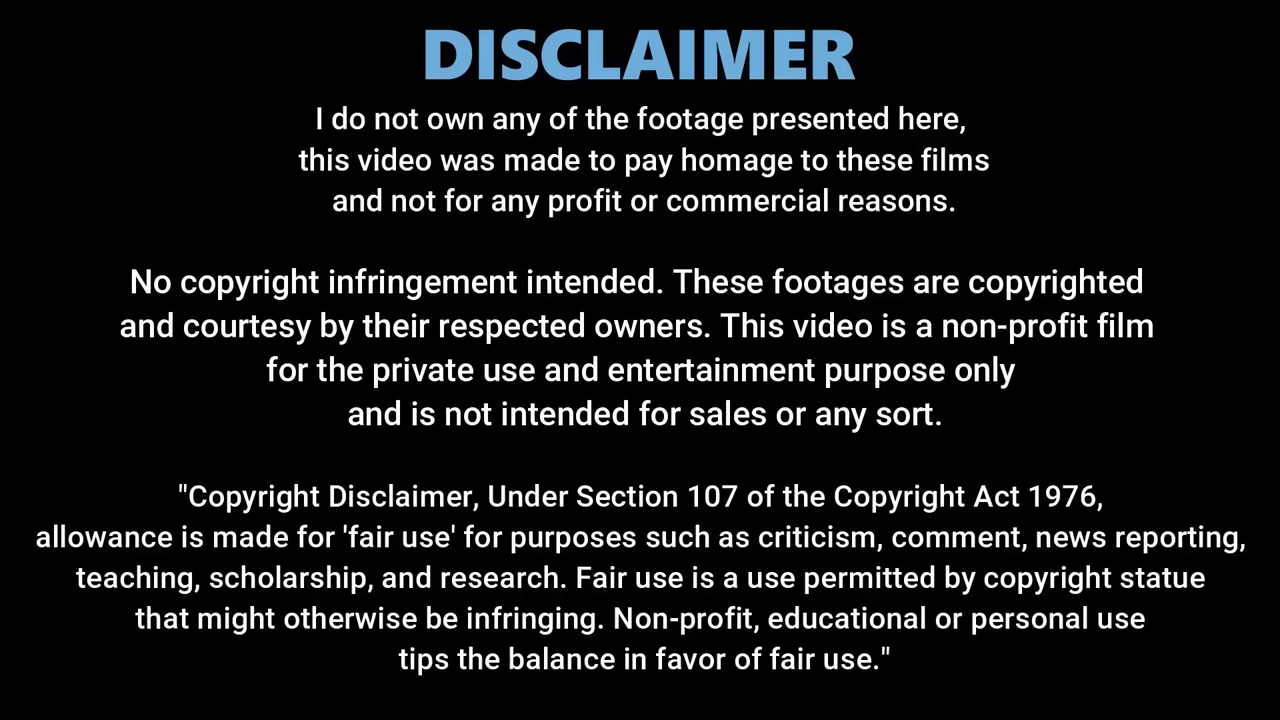 DISCLAIMER
I do not own any of the footage presented here,
this video was made to pay homage to these films
and not for any profit or commercial reasons.
No copyright infringement intended. These footages are copyrighted
and courtesy by their respected owners. This video is a non-profit film
for the private use and entertainment purpose only
and is not intended for sales or any sort.
"Copyright Disclaimer, Under Section 107 of the Copyright Act 1976,
allowance is made for 'fair use' for purposes such as criticism, comment, news reporting,
teaching, scholarship, and research. Fair use is a use permitted by copyright statue
that might otherwise be infringing. Non-profit, educational or personal use
tips the balance in favor of fair use."